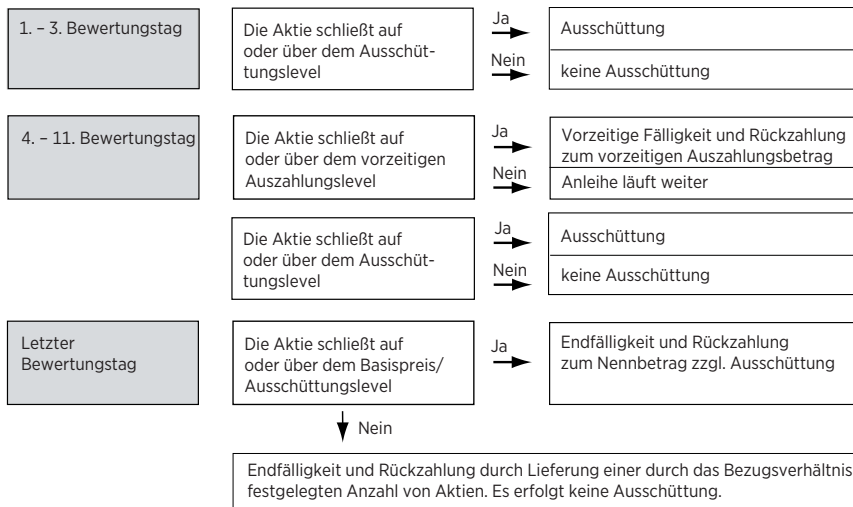 1. – 3. Bewertungstag
Die Aktie schließt auf
oder über dem Ausschüt-
tungslevel
Ja
Nein
Ausschüttung
keine Ausschüttung
4. – 11. Bewertungstag
Die Aktie schließt auf
oder über dem vorzeitigen
Auszahlungslevel
Ja
Nein
Vorzeitige Fälligkeit und Rückzahlung
zum vorzeitigen Auszahlungsbetrag
Anleihe läuft weiter
Die Aktie schließt auf
oder über dem Ausschüt-
tungslevel
Ja
Nein
Ausschüttung
keine Ausschüttung
Letzter
Bewertungstag
Die Aktie schließt auf
oder über dem Basispreis/
Ausschüttungslevel
Ja
Endfälligkeit und Rückzahlung
zum Nennbetrag zzgl. Ausschüttung
Nein
Endfälligkeit und Rückzahlung durch Lieferung einer durch das Bezugsverhältnis
festgelegten Anzahl von Aktien. Es erfolgt keine Ausschüttung.